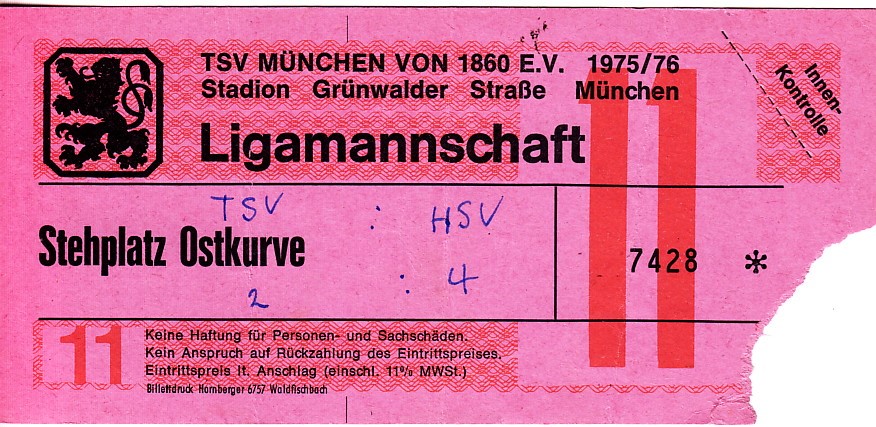 TSV MÜNCHEN VON 1860 E.V. 1975/76
Stadion Grünwalder Straße München
Innen-
Kontrolle
Ligamannschaft
11
TSV : HSV
Stehplatz Ostkurve
7428 *
2 : 4
11
Keine Haftung für Personen- und Sachschäden.
Kein Anspruch auf Rückzahlung des Eintrittspreises.
Eintrittspreis lt. Anschlag (einschl. 11% MWSt.)
Billettdruck Hornberger 6757 Waldfischbach